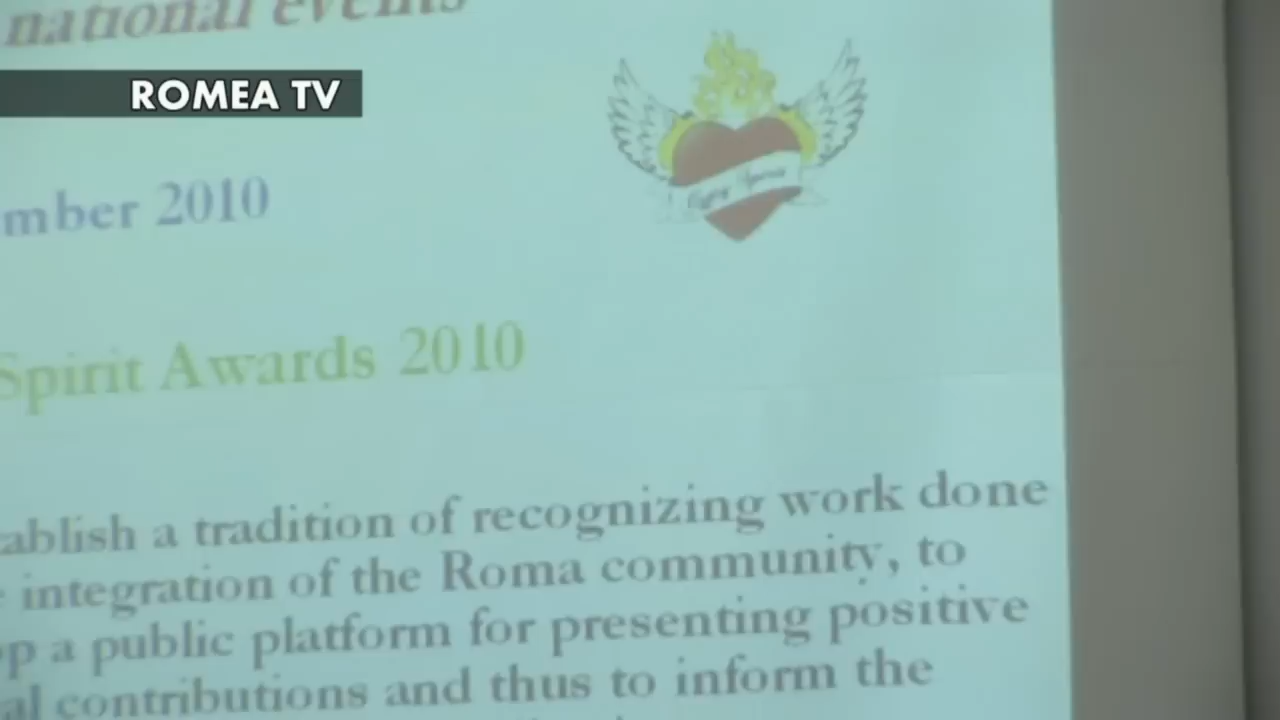 national events
ROMEA TV
mber 2010
Spirit Awards 2010
ablish a tradition of recognizing work done
integration of the Roma community, to
p a public platform for presenting positive
al contributions and thus to inform the